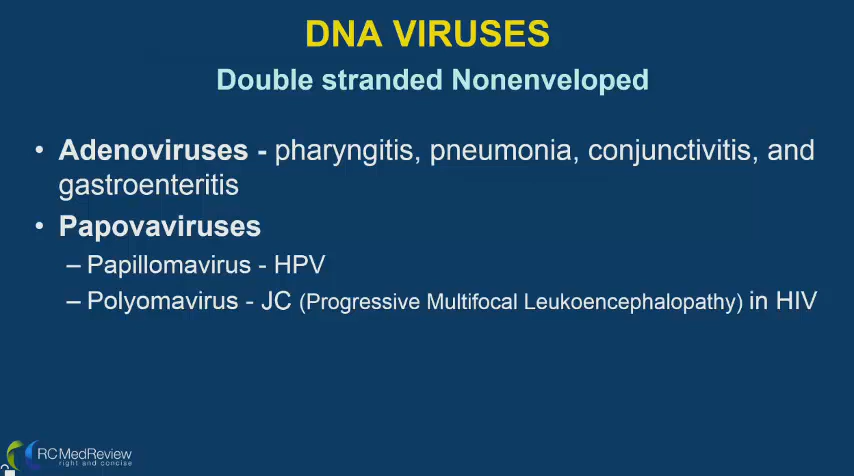 DNA VIRUSES
Double stranded Nonenveloped
• Adenoviruses - pharyngitis, pneumonia, conjunctivitis, and
gastroenteritis
• Papovaviruses
– Papillomavirus - HPV
– Polyomavirus - JC (Progressive Multifocal Leukoencephalopathy) in HIV
RCMedReview
right and concise